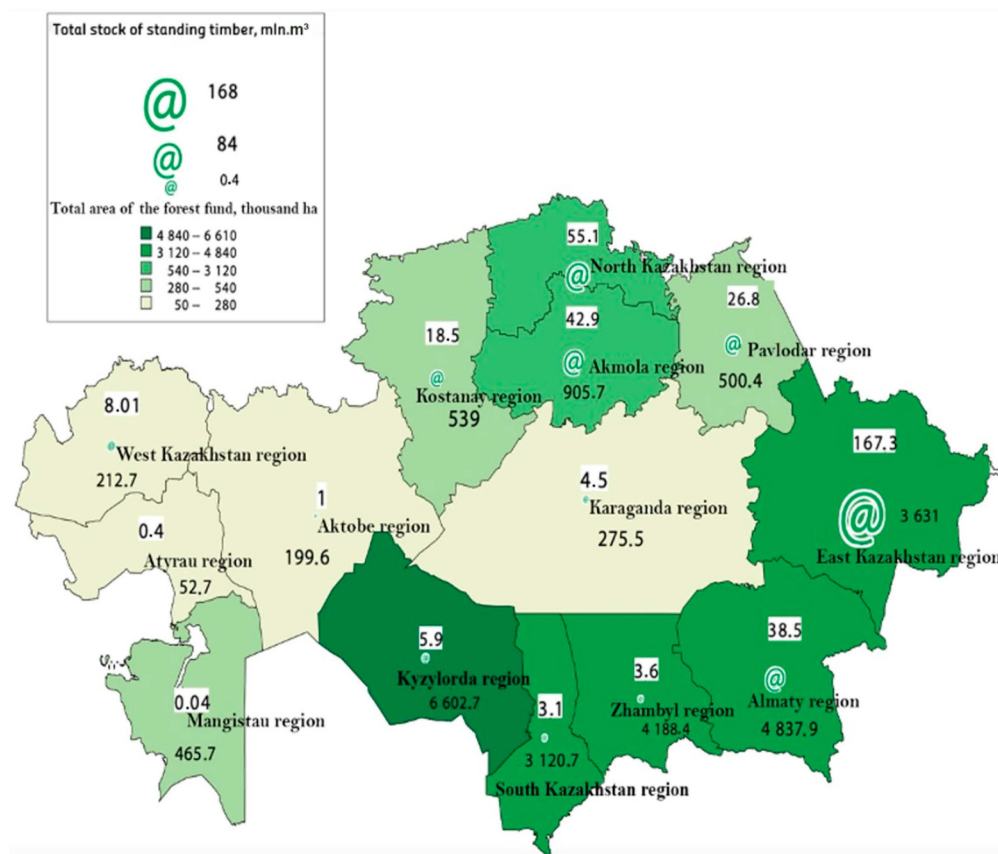 Total stock of standing timber, mln.m³
@ 168
@ 84
@ 0.4
Total area of the forest fund, thousand ha
4 840 – 6 610
3 120 – 4 840
540 – 3 120
280 – 540
50 – 280
55.1
@ North Kazakhstan region
42.9
@ Akmola region
905.7
26.8
@ Pavlodar region
500.4
18.5
@
Kostanay region
539
8.01
@ West Kazakhstan region
212.7
0.4
Atyrau region
52.7
1
Aktobe region
199.6
4.5
Karaganda region
275.5
167.3
@ 3 631
East Kazakhstan region
0.04
Mangistau region
465.7
5.9
@
Kyzylorda region
6 602.7
3.1
@
3 120.7
South Kazakhstan region
3.6
@
Zhambyl region
4 188.4
38.5
@
Almaty region
4 837.9